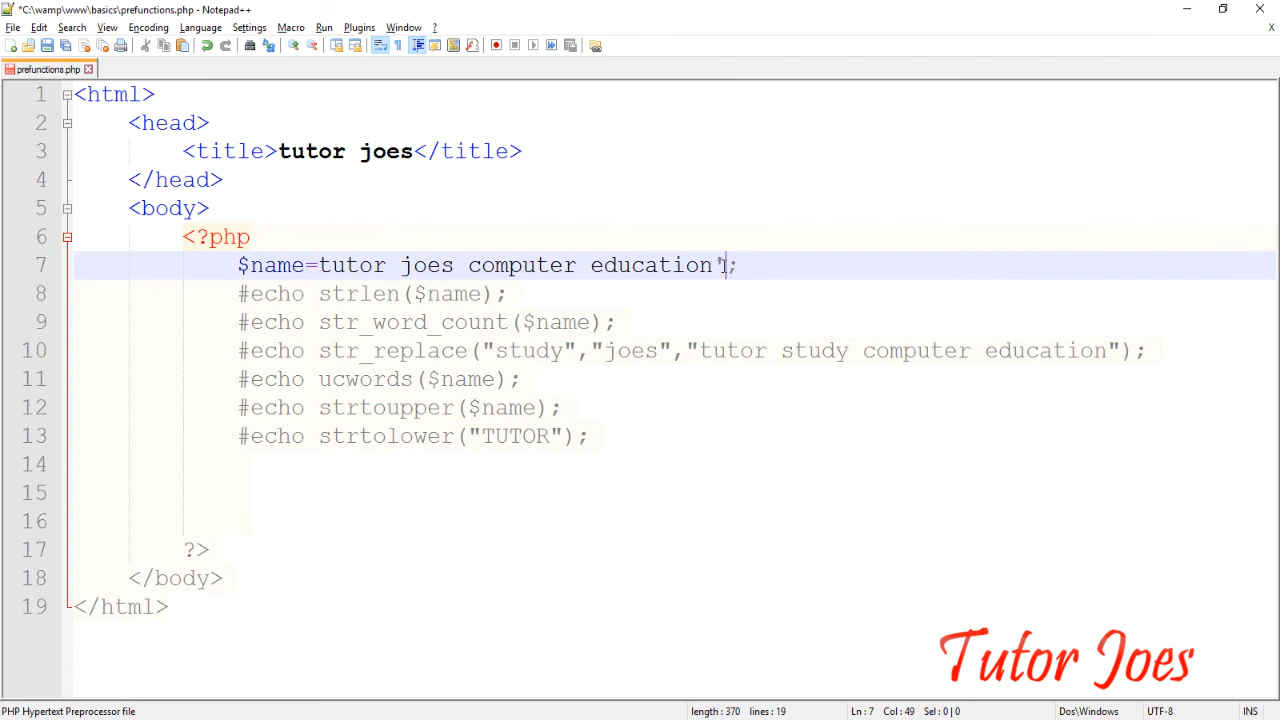 *C:\wamp\www\basics\prefunctions.php - Notepad++
File Edit Search View Encoding Language Settings Macro Run Plugins Window ?
X
prefunctions.php
1 <html>
2 <head>
3 <title>tutor joes</title>
4 </head>
5 <body>
6 <?php
7 $name=tutor joes computer education";
8 #echo strlen($name);
9 #echo str_word_count($name);
10 #echo str_replace("study","joes","tutor study computer education");
11 #echo ucwords($name);
12 #echo strtoupper($name);
13 #echo strtolower("TUTOR");
14
15
16
17 ?>
18 </body>
19 </html>
Tutor Joes
PHP Hypertext Preprocessor file length : 370 lines : 19 Ln : 7 Col : 49 Sel : 0 | 0 Dos\Windows UTF-8 INS